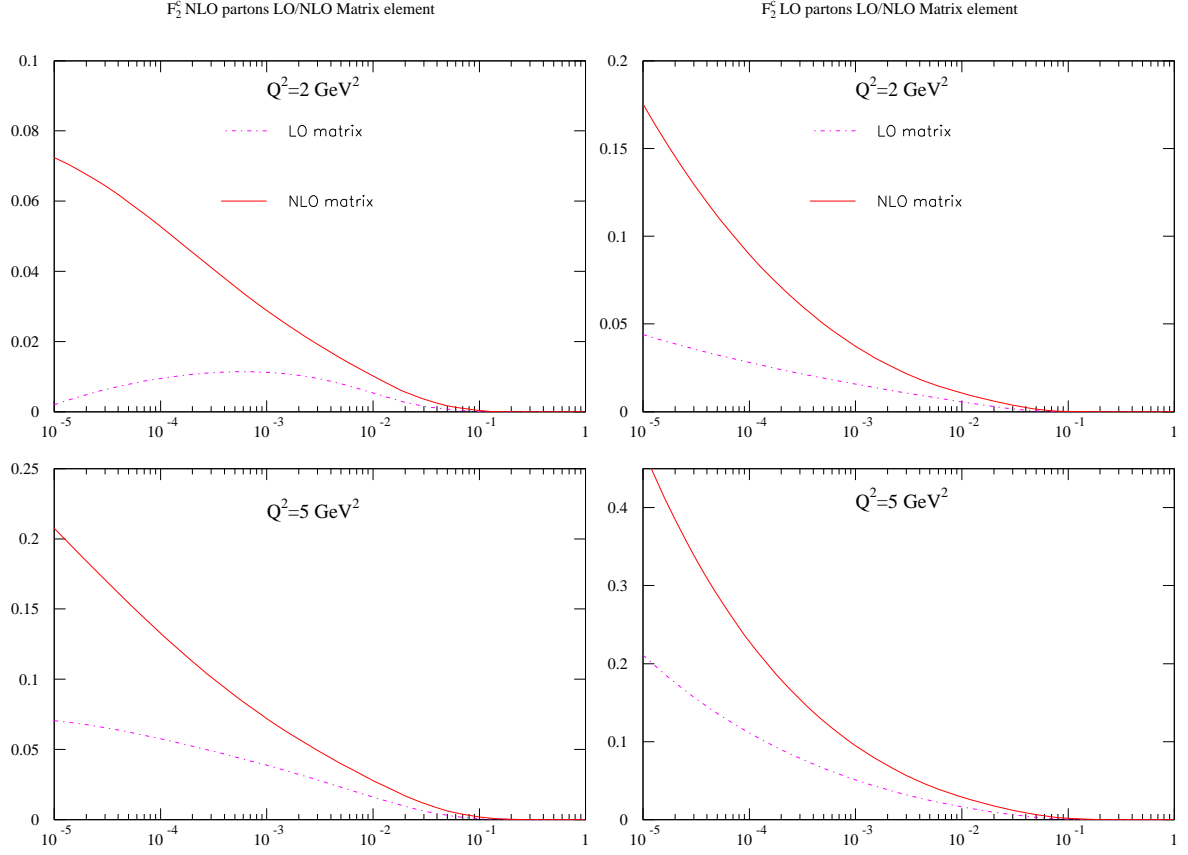 F₂ᶜ NLO partons LO/NLO Matrix element
F₂ᶜ LO partons LO/NLO Matrix element
0.1
0.08
0.06
0.04
0.02
0
Q²=2 GeV²
LO matrix
NLO matrix
10⁻⁵ 10⁻⁴ 10⁻³ 10⁻² 10⁻¹ 1
0.2
0.15
0.1
0.05
0
Q²=2 GeV²
LO matrix
NLO matrix
10⁻⁵ 10⁻⁴ 10⁻³ 10⁻² 10⁻¹ 1
0.25
0.2
0.15
0.1
0.05
0
Q²=5 GeV²
10⁻⁵ 10⁻⁴ 10⁻³ 10⁻² 10⁻¹ 1
0.4
0.3
0.2
0.1
0
Q²=5 GeV²
10⁻⁵ 10⁻⁴ 10⁻³ 10⁻² 10⁻¹ 1